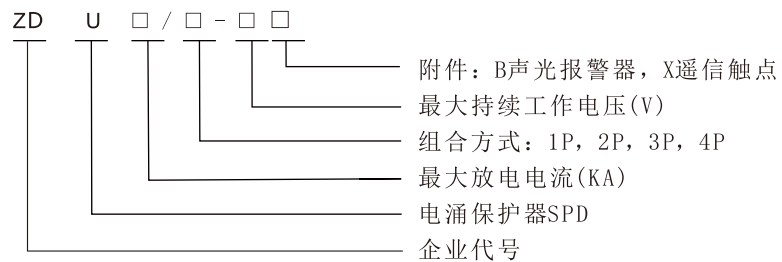 ZD U □ / □ - □ □
附件：B声光报警器，X遥信触点
最大持续工作电压(V)
组合方式：1P，2P，3P，4P
最大放电电流(KA)
电涌保护器SPD
企业代号